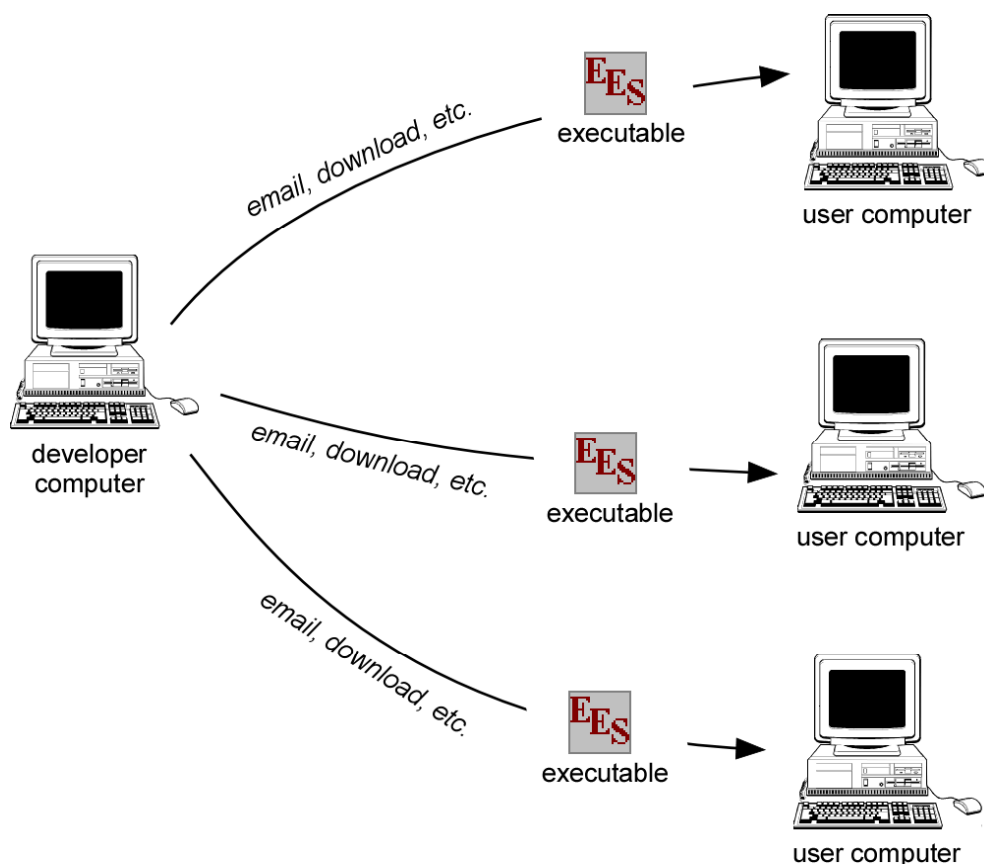 EES
executable
user computer
email, download, etc.
developer
computer
email, download, etc.
EES
executable
user computer
email, download, etc.
EES
executable
user computer